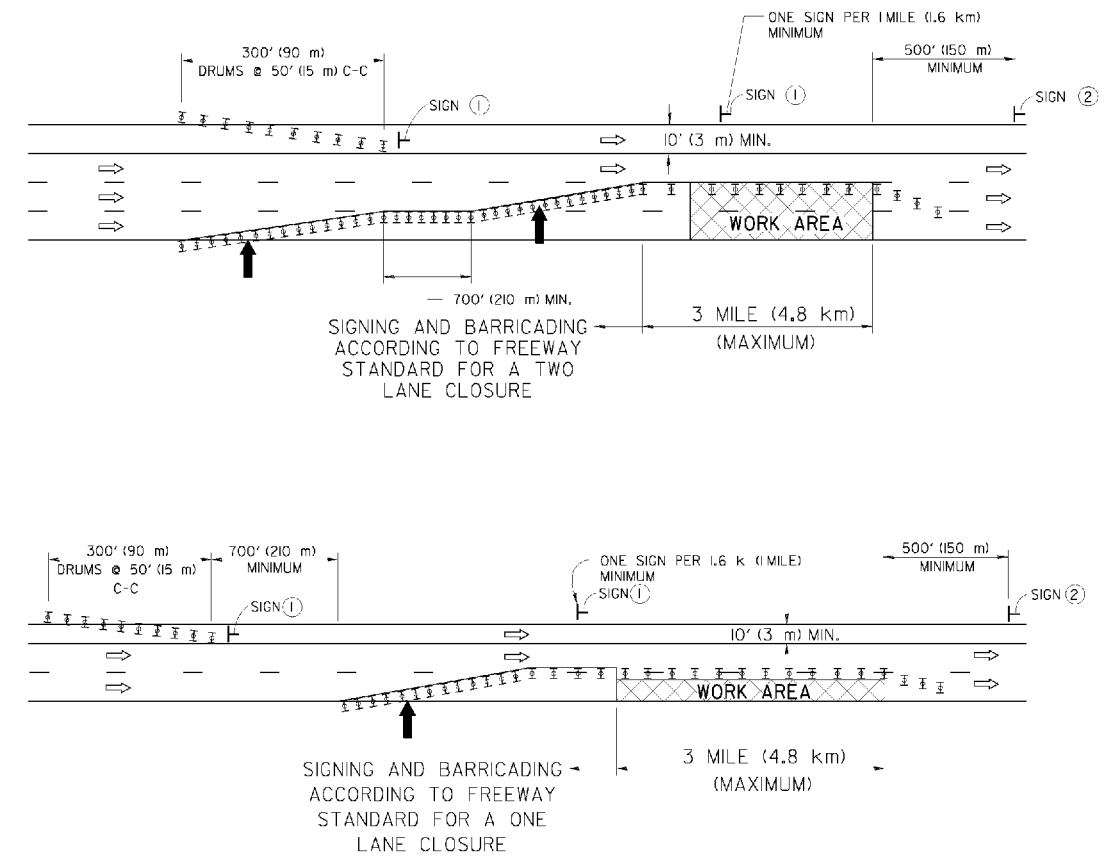 ONE SIGN PER 1 MILE (1.6 km)
MINIMUM
300' (90 m)
DRUMS @ 50' (15 m) C-C
500' (150 m)
MINIMUM
SIGN 1
SIGN 1
SIGN 2
10' (3 m) MIN.
WORK AREA
700' (210 m) MIN.
SIGNING AND BARRICADING
ACCORDING TO FREEWAY
STANDARD FOR A TWO
LANE CLOSURE
3 MILE (4.8 km)
(MAXIMUM)
300' (90 m)
DRUMS @ 50' (15 m)
C-C
700' (210 m)
MINIMUM
ONE SIGN PER 1.6 k (1 MILE)
MINIMUM
SIGN 1
500' (150 m)
MINIMUM
SIGN 1
SIGN 2
10' (3 m) MIN.
WORK AREA
SIGNING AND BARRICADING
ACCORDING TO FREEWAY
STANDARD FOR A ONE
LANE CLOSURE
3 MILE (4.8 km)
(MAXIMUM)